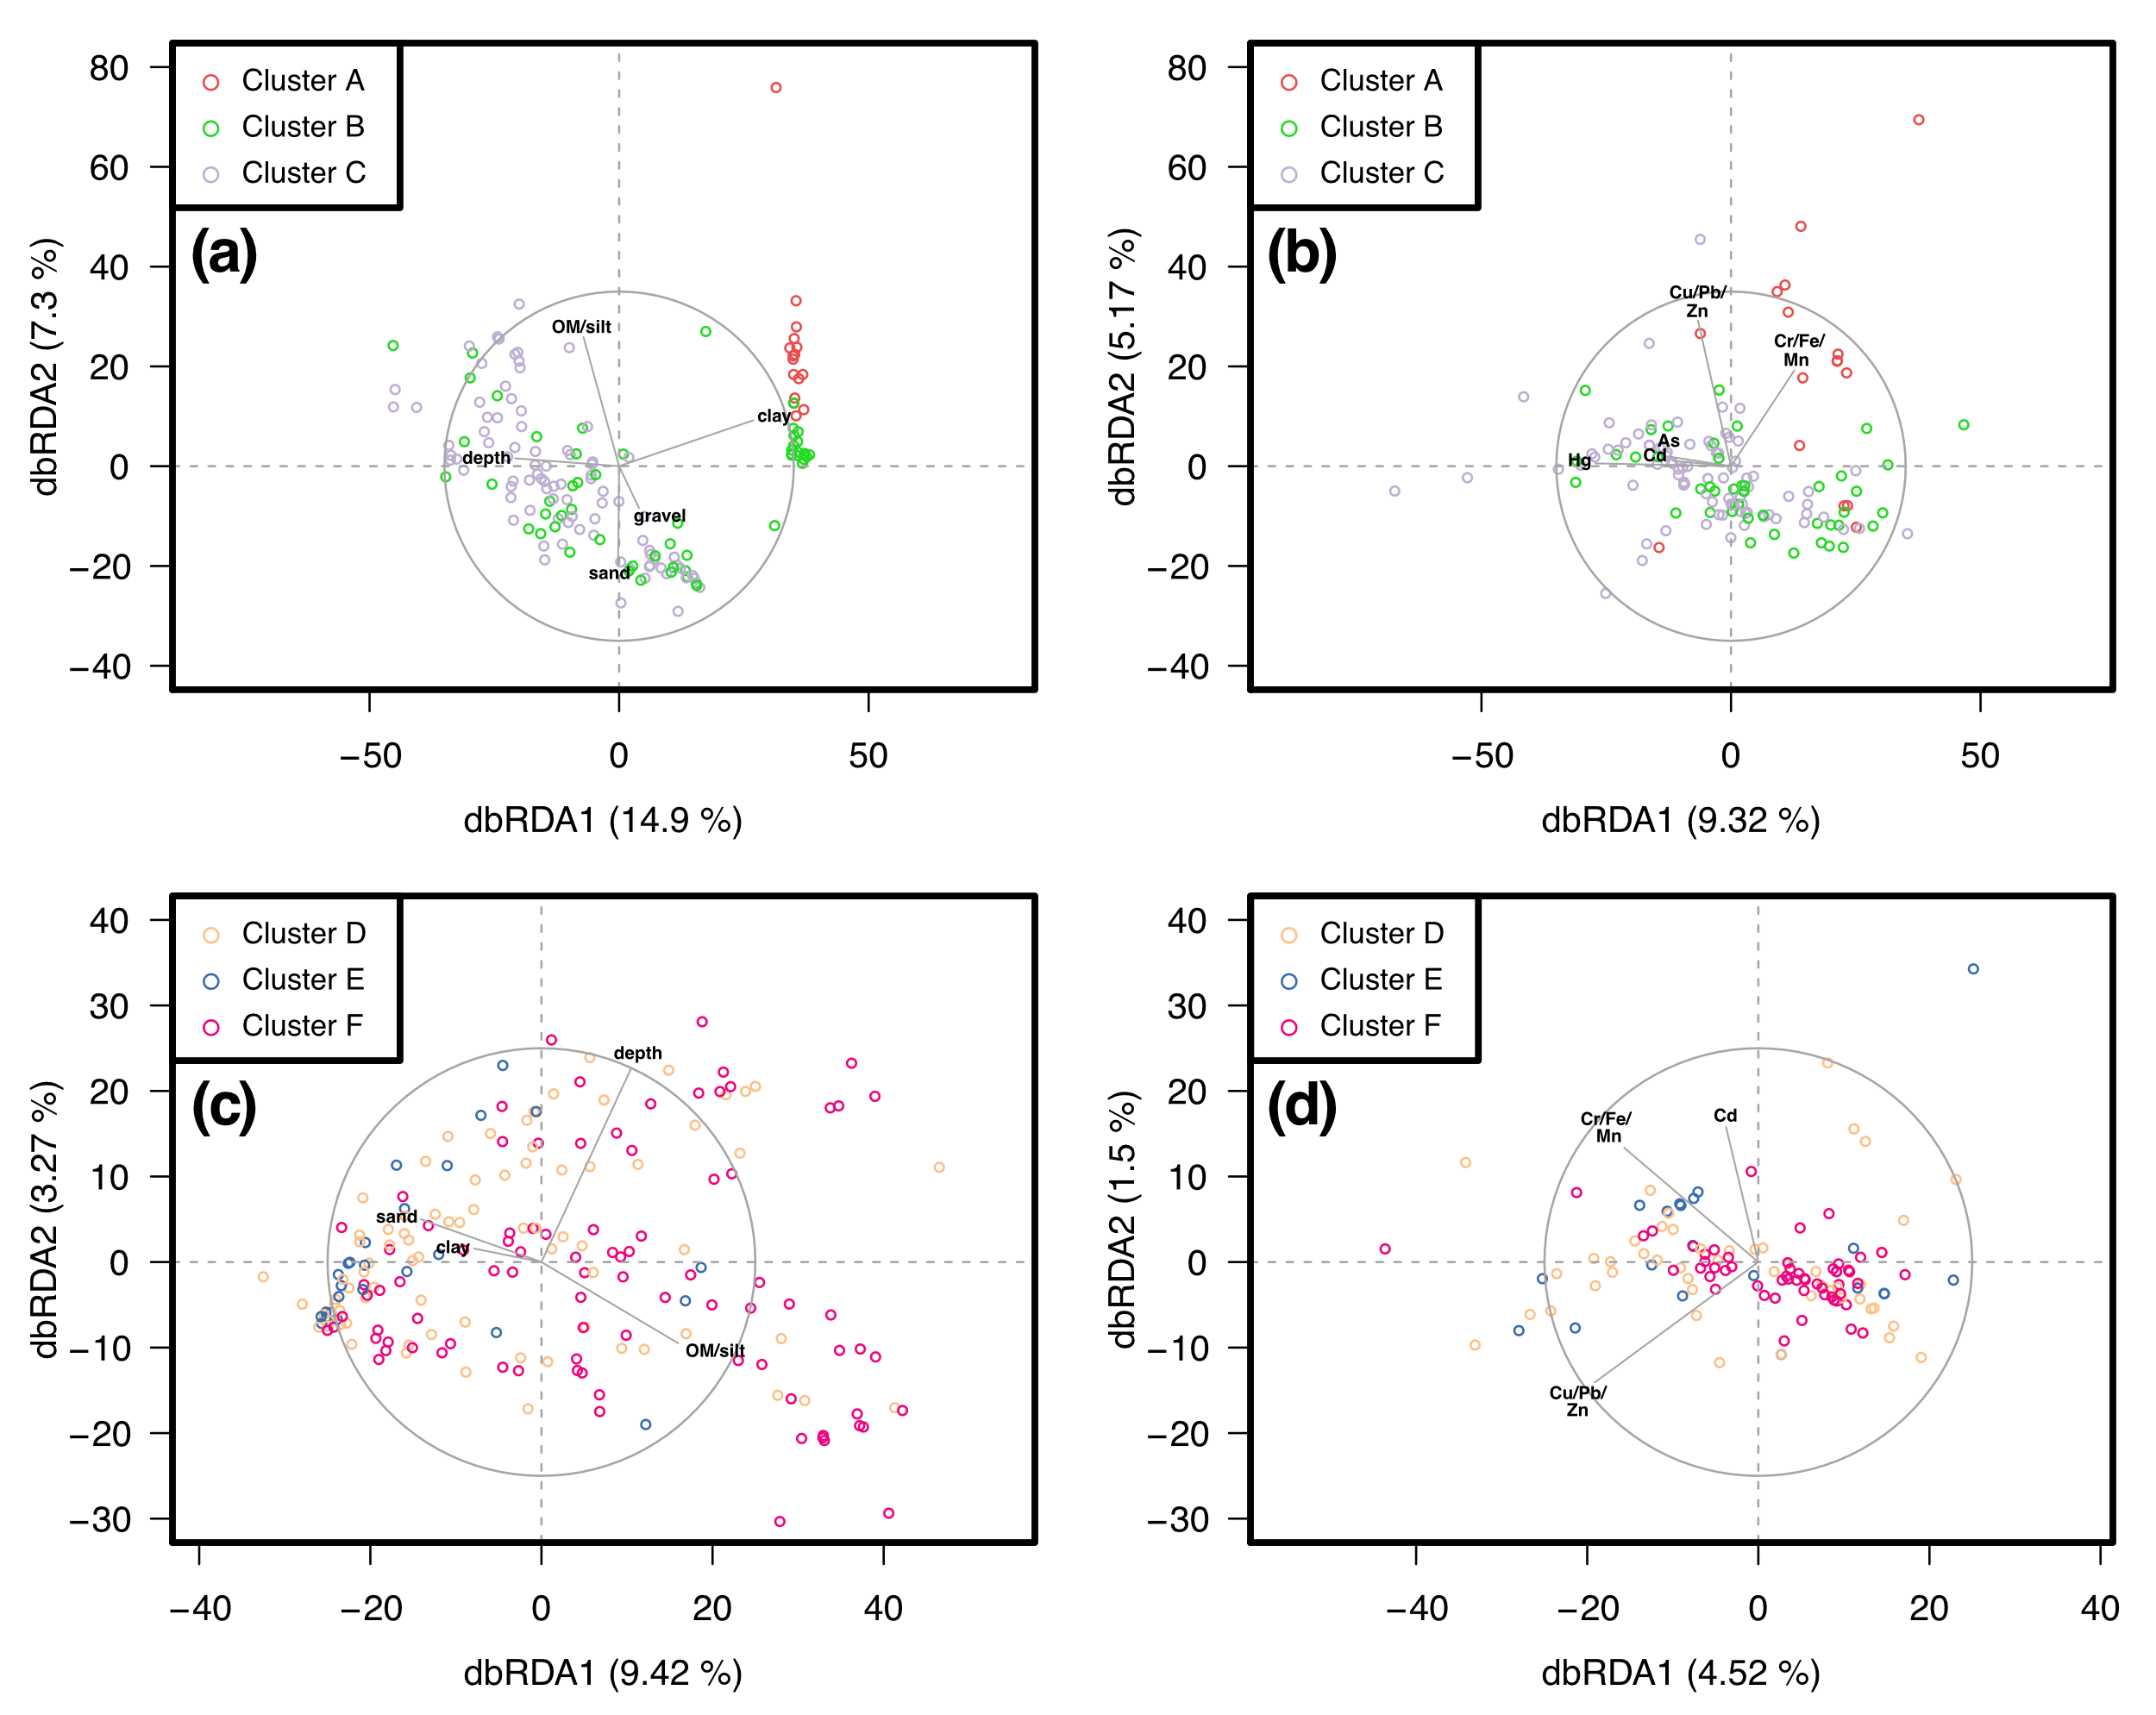 Cluster A
Cluster B
Cluster C
(a)
80
60
40
20
0
−20
−40
dbRDA2 (7.3 %)
OM/silt
clay
depth
gravel
sand
−50
0
50
dbRDA1 (14.9 %)
Cluster A
Cluster B
Cluster C
(b)
80
60
40
20
0
−20
−40
dbRDA2 (5.17 %)
Cu/Pb/
Zn
Cr/Fe/
Mn
As
Cd
Hg
−50
0
50
dbRDA1 (9.32 %)
Cluster D
Cluster E
Cluster F
(c)
40
30
20
10
0
−10
−20
−30
dbRDA2 (3.27 %)
depth
sand
clay
OM/silt
−40
−20
0
20
40
dbRDA1 (9.42 %)
Cluster D
Cluster E
Cluster F
(d)
40
30
20
10
0
−10
−20
−30
dbRDA2 (1.5 %)
Cr/Fe/
Mn
Cd
Cu/Pb/
Zn
−40
−20
0
20
40
dbRDA1 (4.52 %)